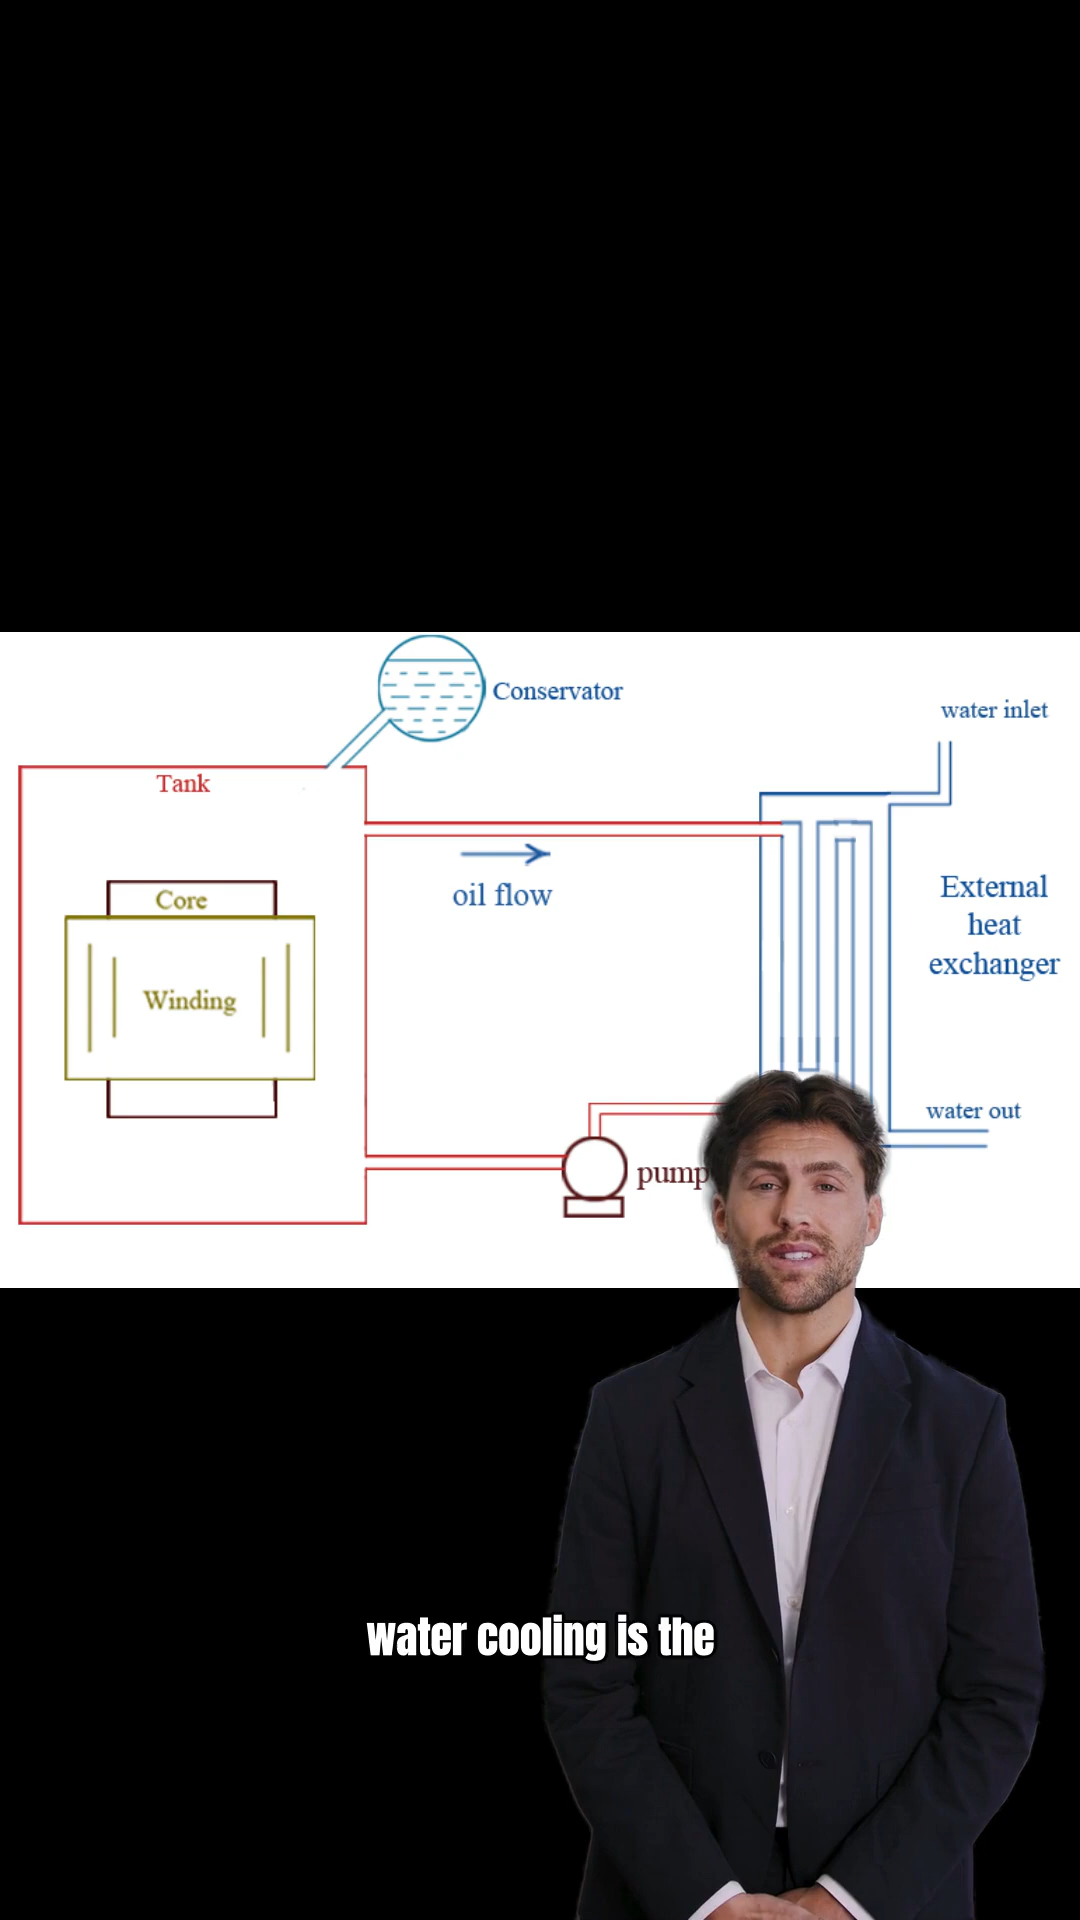 Conservator
water inlet
Tank
Core
oil flow
External
heat
exchanger
Winding
water out
pump
water cooling is the